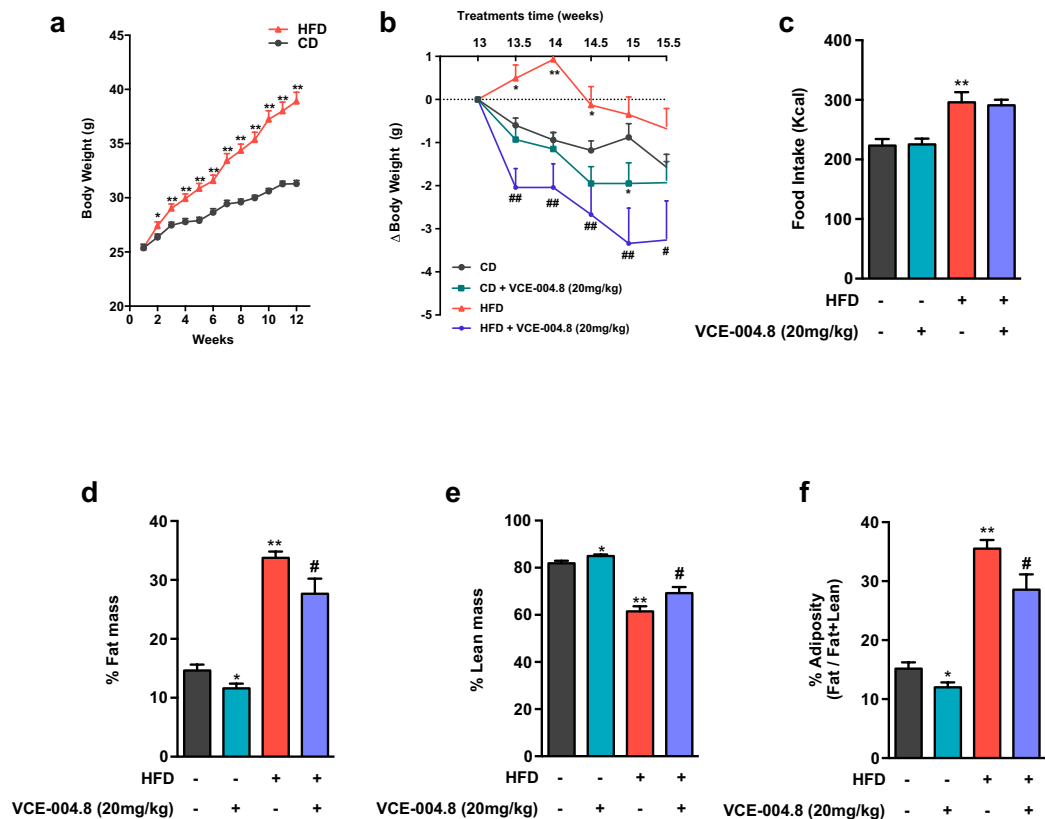 a
HFD
CD
Body Weight (g)
40
35
30
25
20
* ** ** ** ** ** ** ** ** ** **
0 2 4 6 8 10 12
Weeks
b
Treatments time (weeks)
13 13.5 14 14.5 15 15.5
Δ Body Weight (g)
1
0
-1
-2
-3
-4
-5
* ** *
*
## ## ## ## #
CD
CD + VCE-004.8 (20mg/kg)
HFD
HFD + VCE-004.8 (20mg/kg)
c
Food Intake (Kcal)
400
300
200
100
0
**
HFD - - + +
VCE-004.8 (20mg/kg) - + - +
d
% Fat mass
40
30
20
10
0
* ** #
HFD - - + +
VCE-004.8 (20mg/kg) - + - +
e
% Lean mass
100
80
60
40
20
0
* ** #
HFD - - + +
VCE-004.8 (20mg/kg) - + - +
f
% Adiposity
(Fat / Fat+Lean)
40
30
20
10
0
* ** #
HFD - - + +
VCE-004.8 (20mg/kg) - + - +